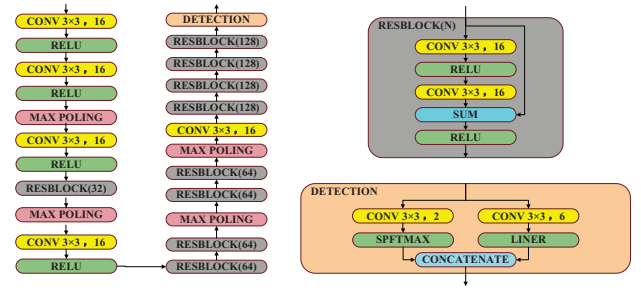 CONV 3×3 , 16
RELU
CONV 3×3 , 16
RELU
MAX POLING
CONV 3×3 , 16
RELU
RESBLOCK(32)
MAX POLING
CONV 3×3 , 16
RELU
DETECTION
RESBLOCK(128)
RESBLOCK(128)
RESBLOCK(128)
RESBLOCK(128)
CONV 3×3 , 16
MAX POLING
RESBLOCK(64)
RESBLOCK(64)
MAX POLING
RESBLOCK(64)
RESBLOCK(64)
RESBLOCK(N)
CONV 3×3 , 16
RELU
CONV 3×3 , 16
SUM
RELU
DETECTION
CONV 3×3 , 2
CONV 3×3 , 6
SPFTMAX
LINER
CONCATENATE